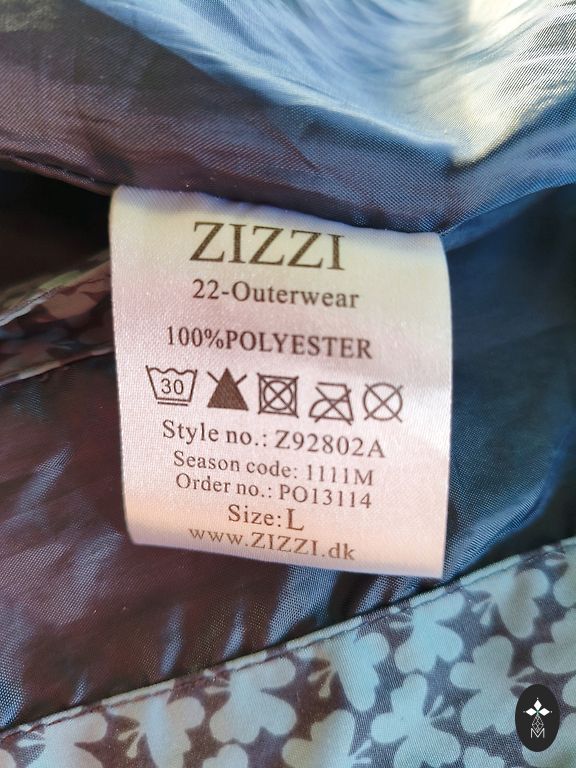 ZIZZI
22-Outerwear
100%POLYESTER
30
Style no.: Z92802A
Season code: 1111M
Order no.: PO13114
Size: L
www.ZIZZI.dk
M